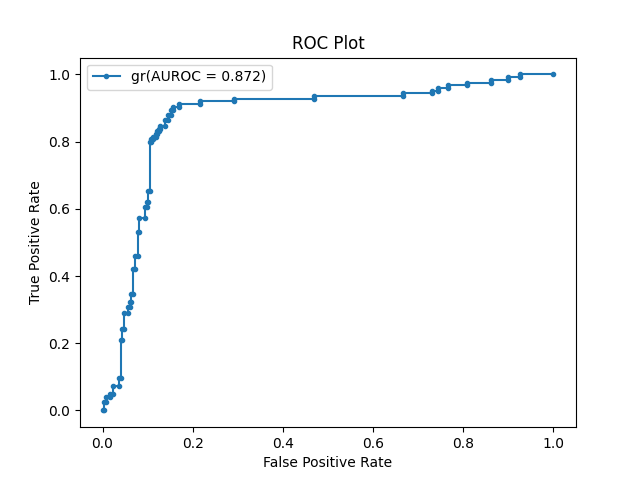 ROC Plot
gr(AUROC = 0.872)
1.0
0.8
0.6
0.4
0.2
0.0
True Positive Rate
0.0 0.2 0.4 0.6 0.8 1.0
False Positive Rate